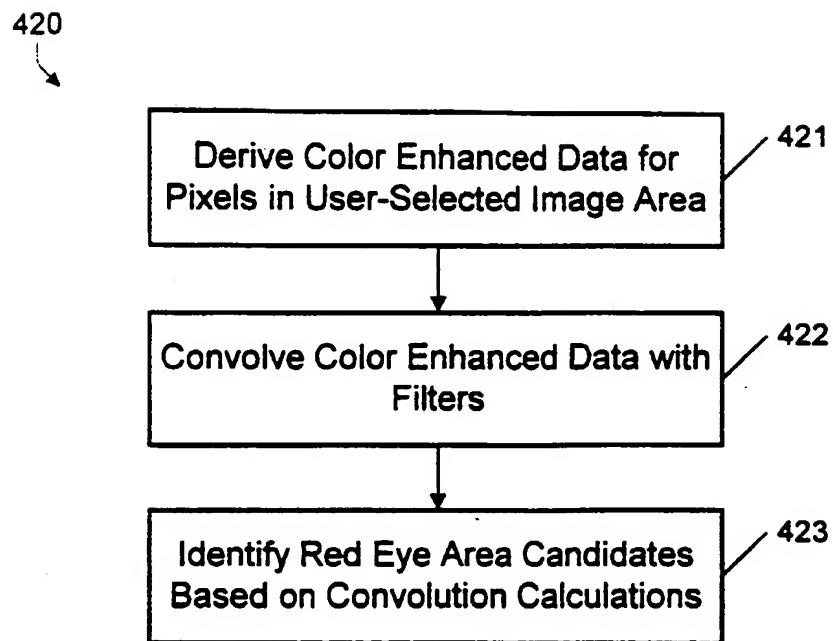 420
Derive Color Enhanced Data for
Pixels in User-Selected Image Area
421
Convolve Color Enhanced Data with
Filters
422
Identify Red Eye Area Candidates
Based on Convolution Calculations
423